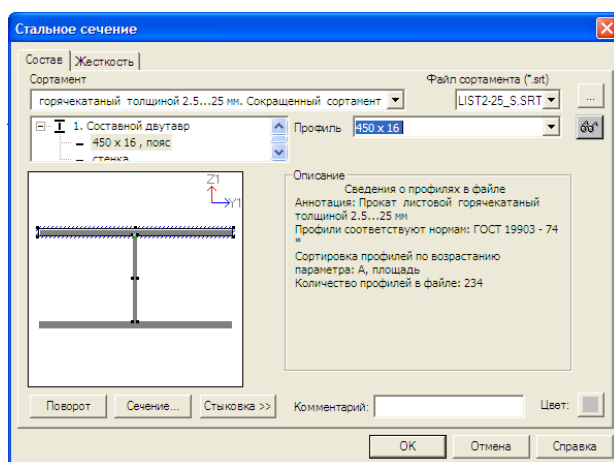 Стальное сечение
Состав Жесткость
Сортамент Файл сортамента (*.srt)
горячекатаный толщиной 2.5...25 мм. Сокращенный сортамент LIST2-25_S.SRT ...
1. Составной двутавр
450 x 16 , пояс
стенка
Профиль 450 x 16
Z1
Y1
Описание
Сведения о профилях в файле
Аннотация: Прокат листовой горячекатаный
толщиной 2.5...25 мм
Профили соответствуют нормам: ГОСТ 19903 - 74
*
Сортировка профилей по возрастанию
параметра: A, площадь
Количество профилей в файле: 234
Поворот Сечение... Стыковка >> Комментарий: Цвет:
OK Отмена Справка